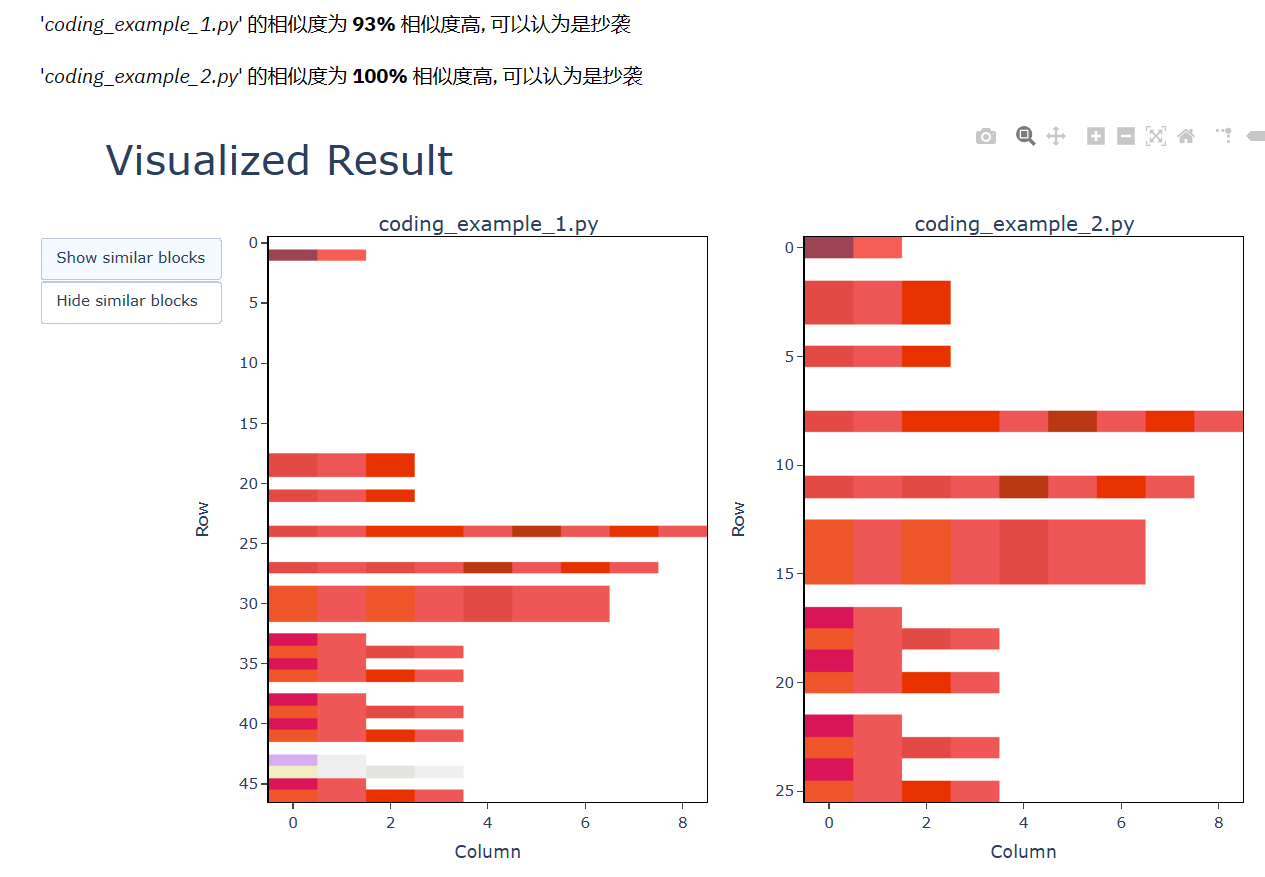 'coding_example_1.py' 的相似度为 93% 相似度高, 可以认为是抄袭
'coding_example_2.py' 的相似度为 100% 相似度高, 可以认为是抄袭
Visualized Result
Show similar blocks
Hide similar blocks
coding_example_1.py
0
5
10
15
20
25
30
35
40
45
Row
0 2 4 6 8
Column
coding_example_2.py
0
5
10
15
20
25
Row
0 2 4 6 8
Column